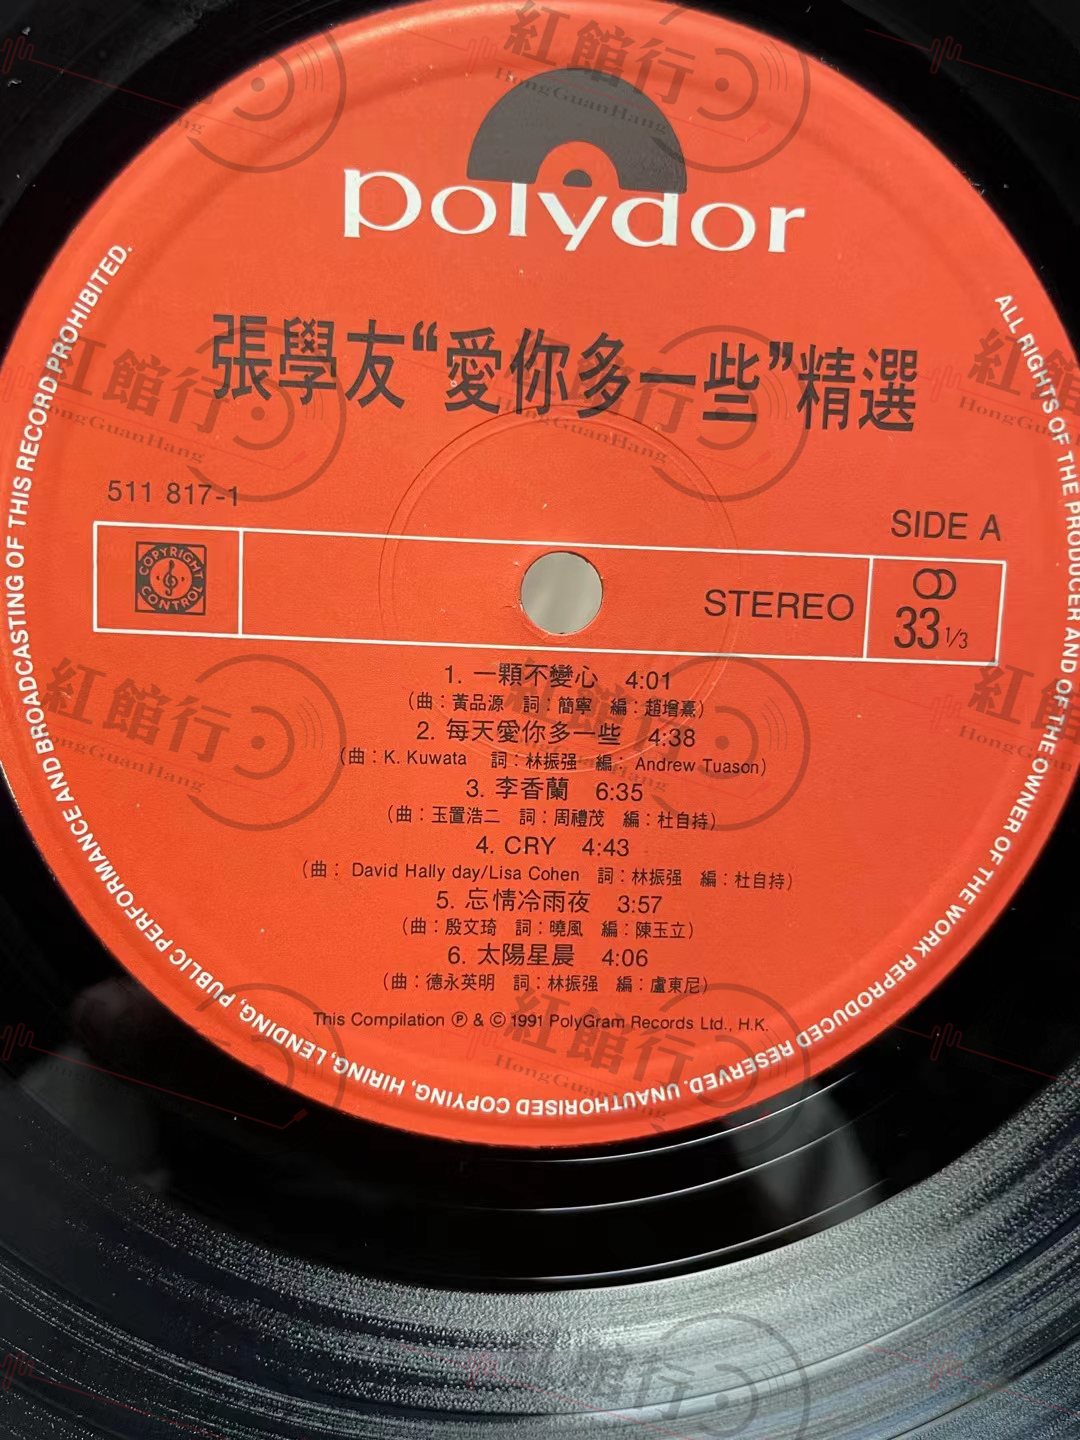 polydor
張學友“愛你多一些”精選
511 817-1
SIDE A
COPYRIGHT CONTROL
STEREO
33 1/3
1. 一顆不變心 4:01
(曲：黃品源 詞：簡寧 編：趙增熹)
2. 每天愛你多一些 4:38
(曲：K. Kuwata 詞：林振强 編： Andrew Tuason)
3. 李香蘭 6:35
(曲：玉置浩二 詞：周禮茂 編：杜自持)
4. CRY 4:43
(曲： David Hally day/Lisa Cohen 詞：林振强 編：杜自持)
5. 忘情冷雨夜 3:57
(曲：殷文琦 詞：曉風 編：陳玉立)
6. 太陽星晨 4:06
(曲：德永英明 詞：林振强 編：盧東尼)
This Compilation Ⓟ & © 1991 PolyGram Records Ltd., H.K.
ALL RIGHTS OF THE PRODUCER AND OF THE OWNER OF THE WORK REPRODUCED RESERVED. UNAUTHORISED COPYING, HIRING, LENDING, PUBLIC PERFORMANCE AND BROADCASTING OF THIS RECORD PROHIBITED.
紅館行
HongGuanHang